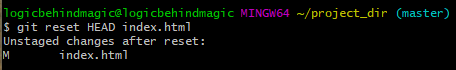 logicbehindmagic@logicbehindmagic MINGW64 ~/project_dir (master)
$ git reset HEAD index.html
Unstaged changes after reset:
M       index.html